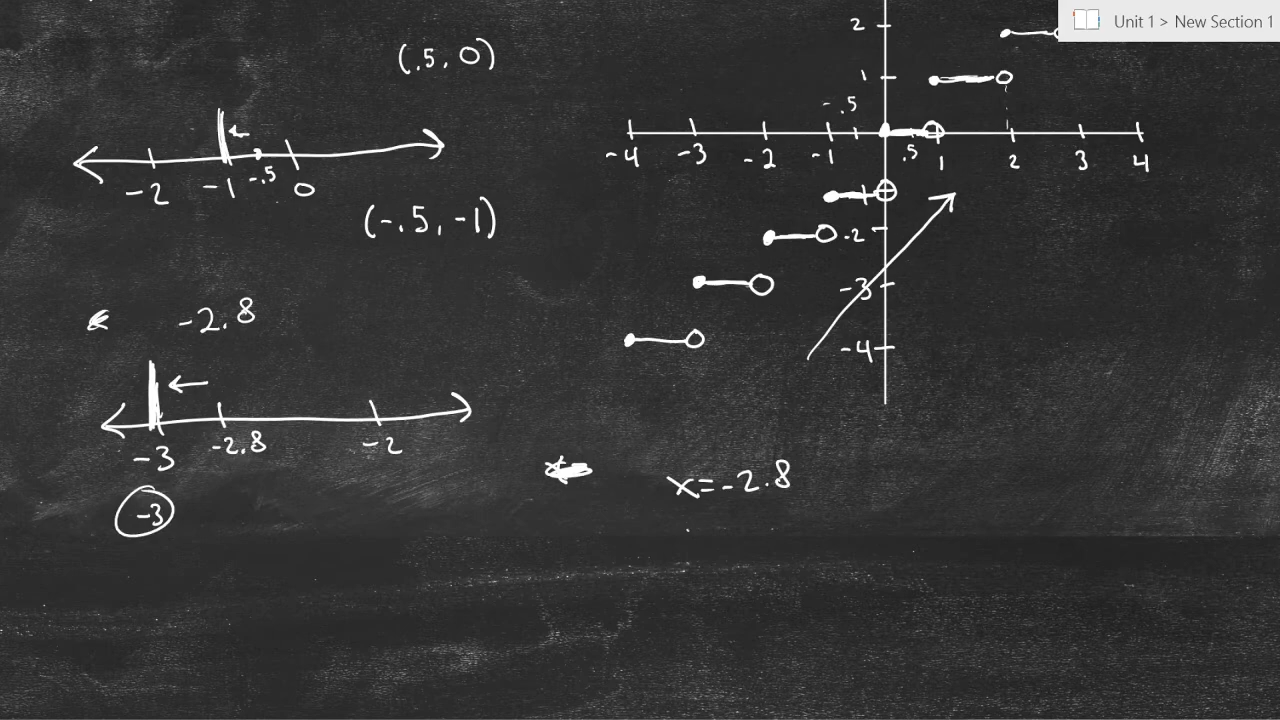 Unit 1 > New Section 1
(.5, 0)
-2 -1 -.5 0
(-.5, -1)
-2.8
-3 -2.8 -2
-3
2
1
-.5
-4 -3 -2 -1 .5 1 2 3 4
-2
-3
-4
x=-2.8